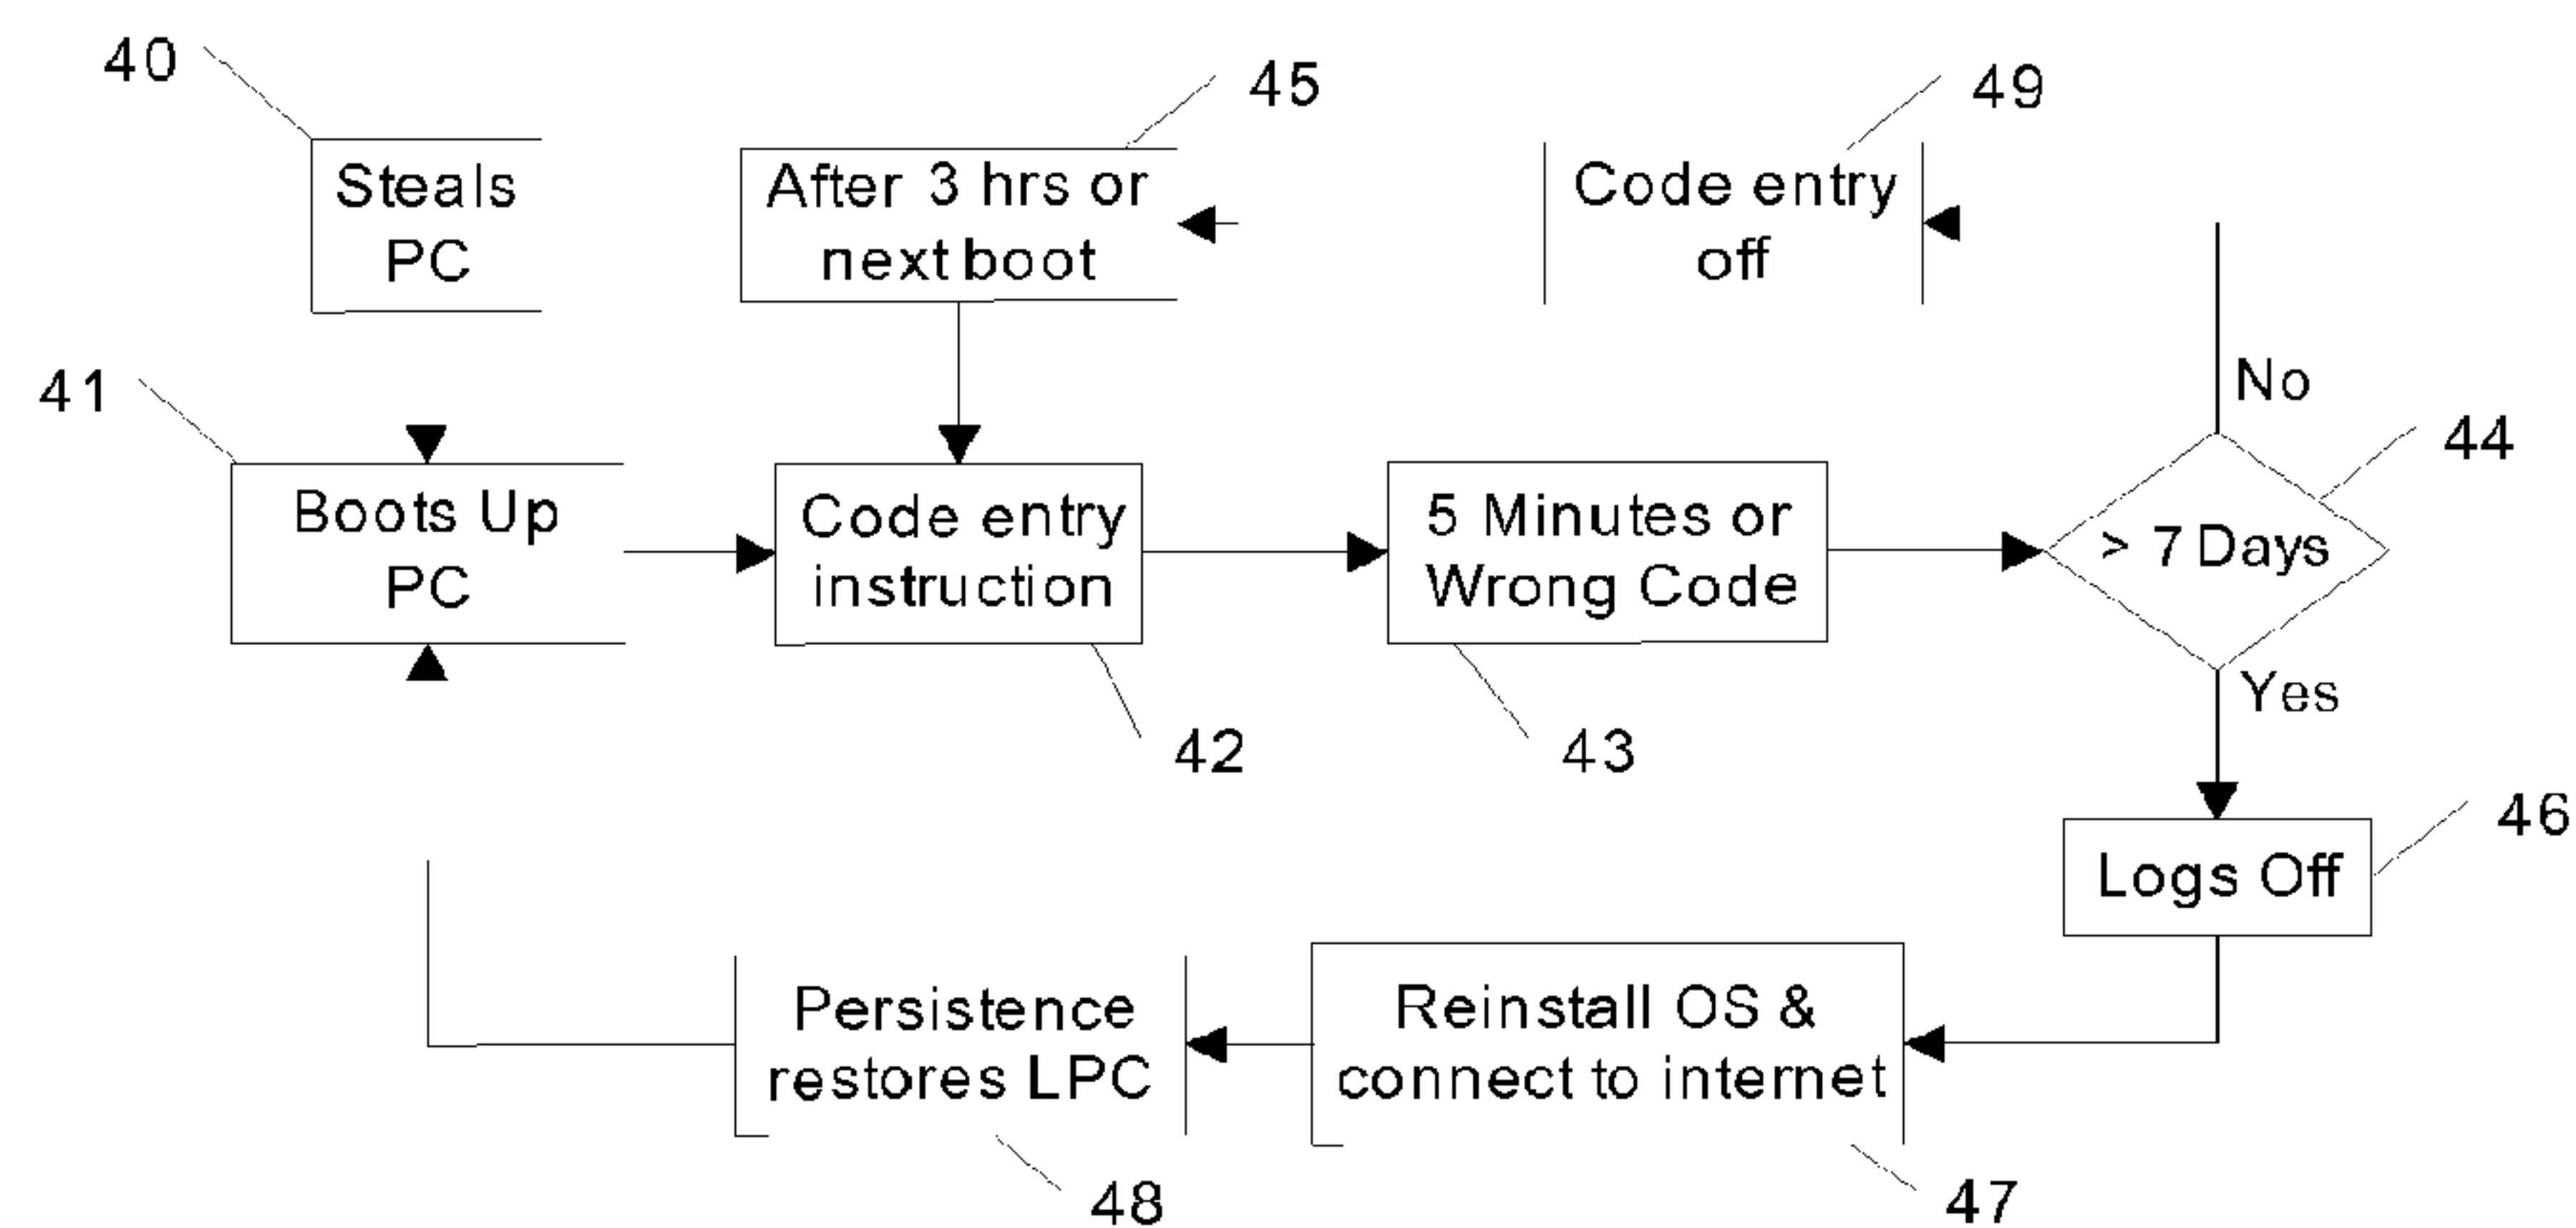 40
45
49
Steals
PC
After 3 hrs or
next boot
Code entry
off
No
41
44
Boots Up
PC
Code entry
instruction
5 Minutes or
Wrong Code
> 7 Days
Yes
42
43
46
Logs Off
Persistence
restores LPC
Reinstall OS &
connect to internet
48
47